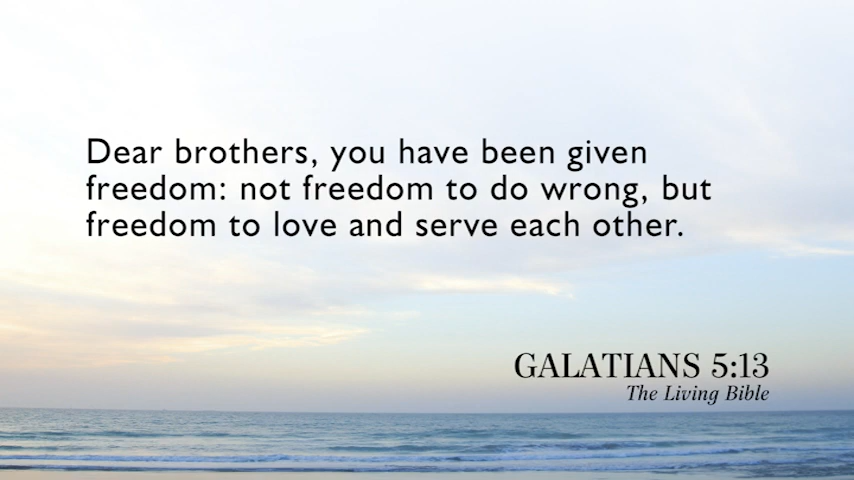 Dear brothers, you have been given
freedom: not freedom to do wrong, but
freedom to love and serve each other.
GALATIANS 5:13
The Living Bible